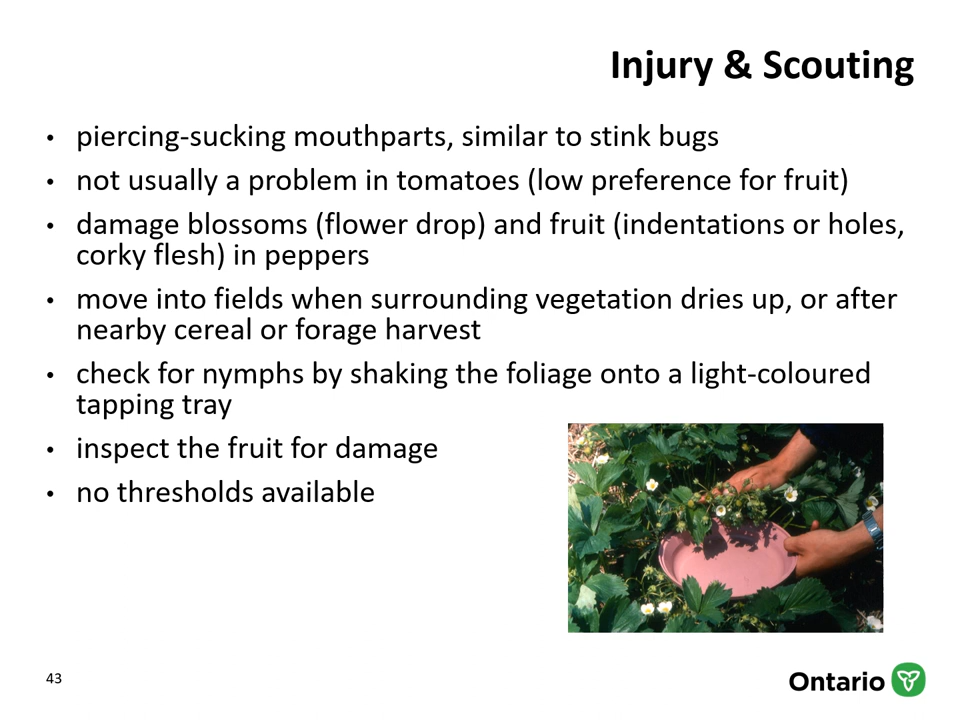 Injury & Scouting
• piercing-sucking mouthparts, similar to stink bugs
• not usually a problem in tomatoes (low preference for fruit)
• damage blossoms (flower drop) and fruit (indentations or holes,
corky flesh) in peppers
• move into fields when surrounding vegetation dries up, or after
nearby cereal or forage harvest
• check for nymphs by shaking the foliage onto a light-coloured
tapping tray
• inspect the fruit for damage
• no thresholds available
43
Ontario